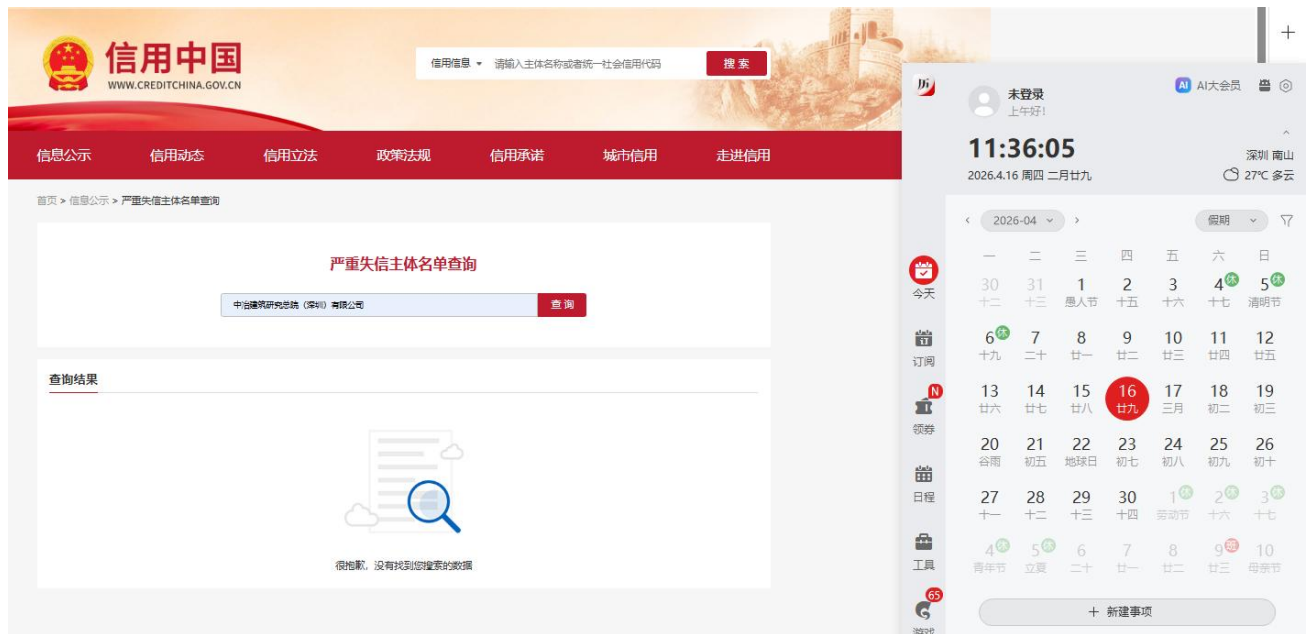 信用中国
WWW.CREDITCHINA.GOV.CN
信用信息 请输入主体名称或者统一社会信用代码 搜索
信息公示 信用动态 信用立法 政策法规 信用承诺 城市信用 走进信用
首页 > 信息公示 > 严重失信主体名单查询
严重失信主体名单查询
中冶建筑研究总院（深圳）有限公司 查询
查询结果
很抱歉，没有找到您搜索的数据
未登录 AI AI大会员
上午好!
11:36:05 深圳 南山
2026.4.16 周四 二月廿九 27℃ 多云
2026-04 假期
一 二 三 四 五 六 日
30 31 1 2 3 4休 5休
十二 十三 愚人节 十五 十六 十七 清明节
6休 7 8 9 10 11 12
十九 二十 廿一 廿二 廿三 廿四 廿五
13 14 15 16 17 18 19
廿六 廿七 廿八 廿九 三月 初二 初三
20 21 22 23 24 25 26
谷雨 初五 地球日 初七 初八 初九 初十
27 28 29 30 1休 2休 3休
十一 十二 十三 十四 劳动节 十六 十七
4休 5休 6 7 8 9班 10
青年节 立夏 二十 廿一 廿二 廿三 母亲节
+ 新建事项
今天
订
订阅
N
领券
日程
工具
65
游戏